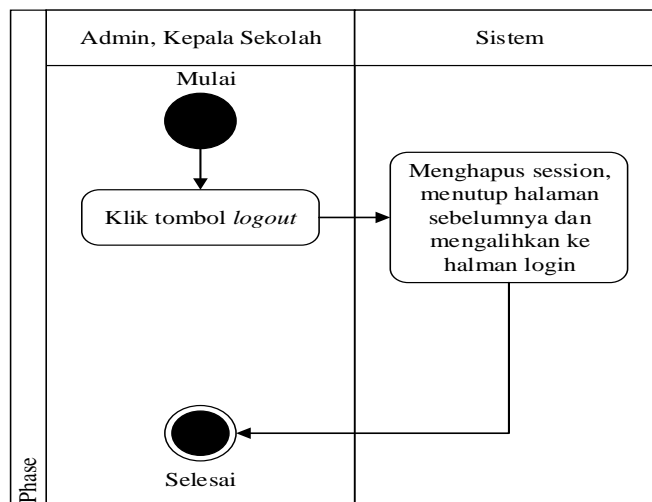 Admin, Kepala Sekolah
Sistem
Mulai
Klik tombol logout
Menghapus session,
menutup halaman
sebelumnya dan
mengalihkan ke
halman login
Selesai
Phase